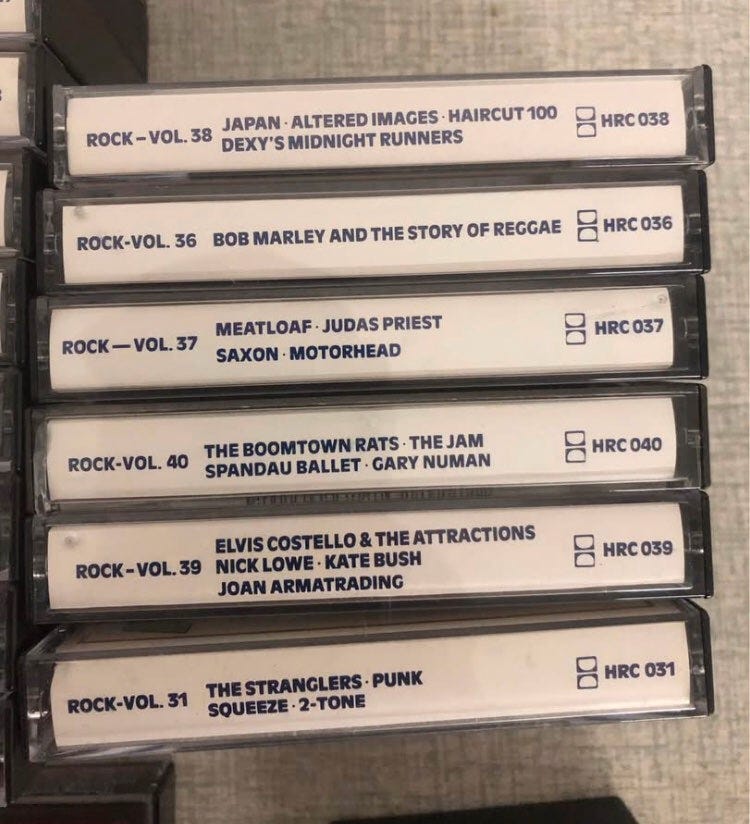 ROCK – VOL. 38 JAPAN · ALTERED IMAGES · HAIRCUT 100 HRC 038
DEXY'S MIDNIGHT RUNNERS
ROCK-VOL. 36 BOB MARLEY AND THE STORY OF REGGAE HRC 036
ROCK — VOL. 37 MEATLOAF · JUDAS PRIEST HRC 037
SAXON · MOTORHEAD
ROCK-VOL. 40 THE BOOMTOWN RATS · THE JAM HRC 040
SPANDAU BALLET · GARY NUMAN
ELVIS COSTELLO & THE ATTRACTIONS
ROCK – VOL. 39 NICK LOWE · KATE BUSH HRC 039
JOAN ARMATRADING
ROCK-VOL. 31 THE STRANGLERS · PUNK HRC 031
SQUEEZE · 2-TONE